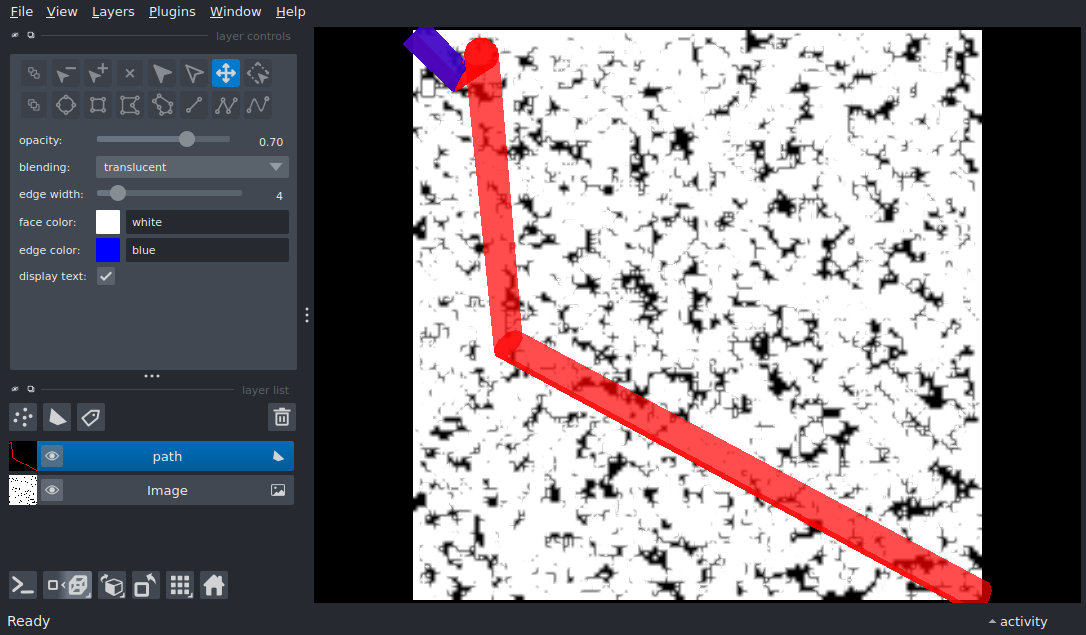 File View Layers Plugins Window Help
layer controls
opacity: 0.70
blending: translucent
edge width: 4
face color: white
edge color: blue
display text:
layer list
path
Image
Ready
activity